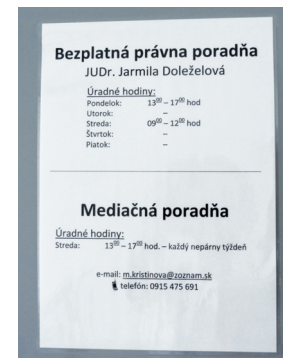 Bezplatná právna poradňa
JUDr. Jarmila Doleželová
Úradné hodiny:
Pondelok: 13⁰⁰ – 17⁰⁰ hod
Utorok: –
Streda: 09⁰⁰ – 12⁰⁰ hod
Štvrtok: –
Piatok: –
Mediačná poradňa
Úradné hodiny:
Streda: 13⁰⁰ – 17⁰⁰ hod. – každý nepárny týždeň
e-mail: m.kristinova@zoznam.sk
telefón: 0915 475 691